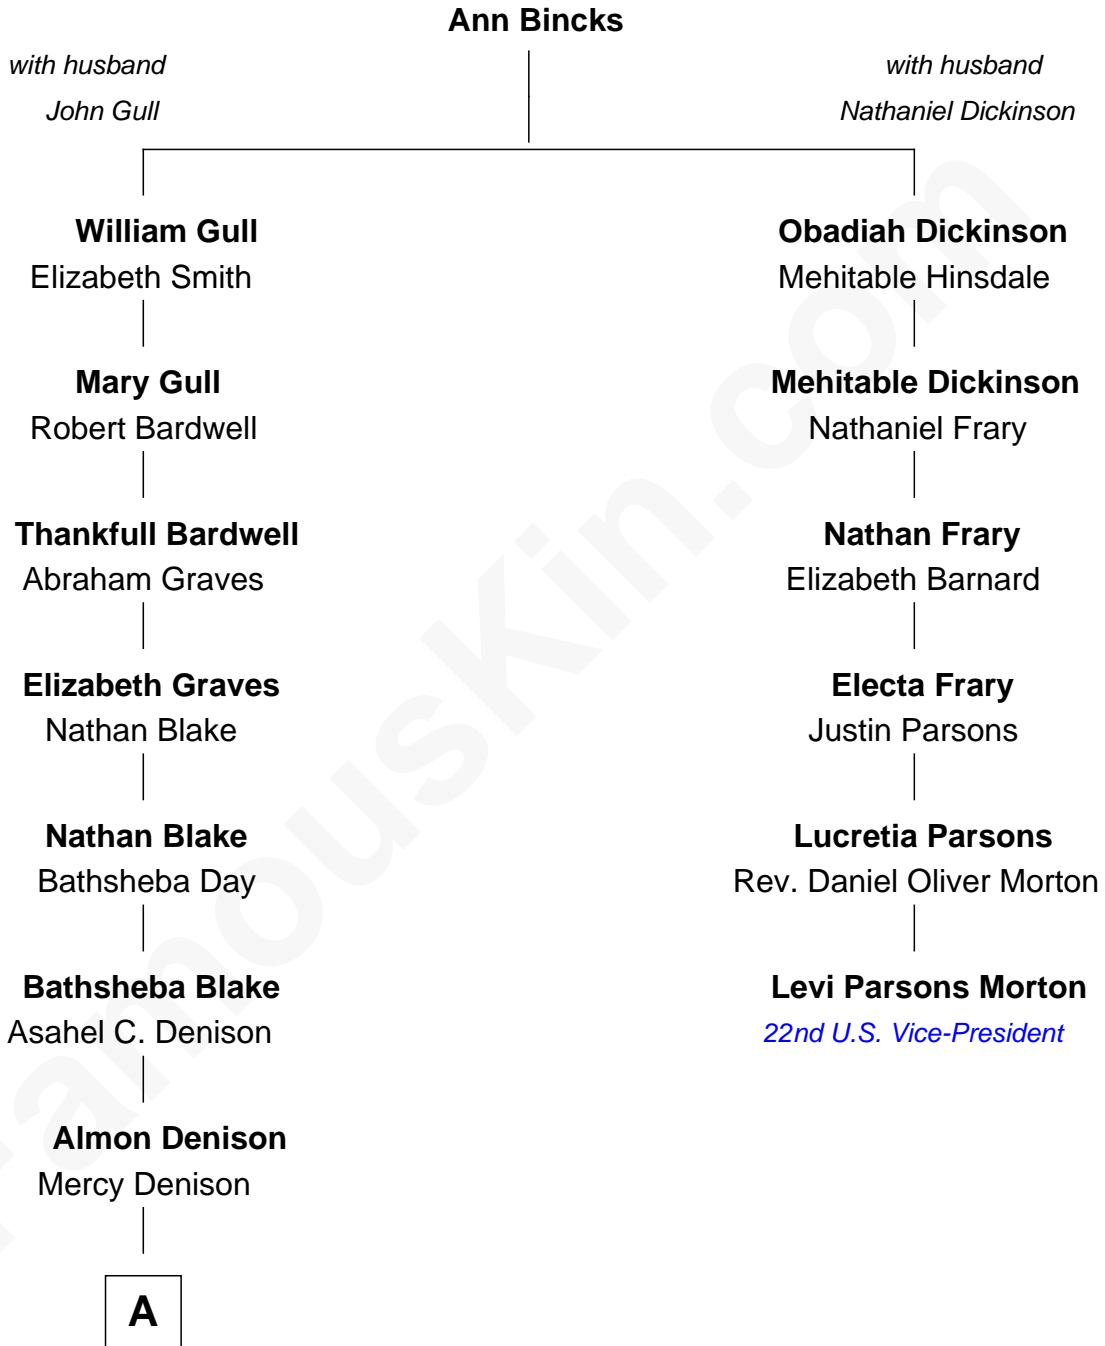 Ann Bincks
with husband
John Gull
with husband
Nathaniel Dickinson
William Gull
Elizabeth Smith
Obadiah Dickinson
Mehitable Hinsdale
Mary Gull
Robert Bardwell
Mehitable Dickinson
Nathaniel Frary
Thankfull Bardwell
Abraham Graves
Nathan Frary
Elizabeth Barnard
Elizabeth Graves
Nathan Blake
Electa Frary
Justin Parsons
Nathan Blake
Bathsheba Day
Lucretia Parsons
Rev. Daniel Oliver Morton
Bathsheba Blake
Asahel C. Denison
Levi Parsons Morton
22nd U.S. Vice-President
Almon Denison
Mercy Denison
A
FamousKin.com